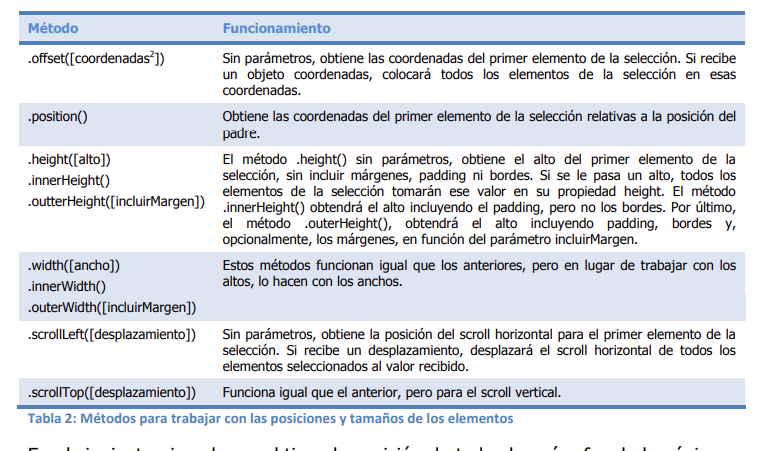 Método Funcionamiento
.offset([coordenadas²]) Sin parámetros, obtiene las coordenadas del primer elemento de la selección. Si recibe
un objeto coordenadas, colocará todos los elementos de la selección en esas
coordenadas.
.position() Obtiene las coordenadas del primer elemento de la selección relativas a la posición del
padre.
.height([alto]) El método .height() sin parámetros, obtiene el alto del primer elemento de la
.innerHeight() selección, sin incluir márgenes, padding ni bordes. Si se le pasa un alto, todos los
.outterHeight([incluirMargen]) elementos de la selección tomarán ese valor en su propiedad height. El método
.innerHeight() obtendrá el alto incluyendo el padding, pero no los bordes. Por último,
el método .outerHeight(), obtendrá el alto incluyendo padding, bordes y,
opcionalmente, los márgenes, en función del parámetro incluirMargen.
.width([ancho]) Estos métodos funcionan igual que los anteriores, pero en lugar de trabajar con los
.innerWidth() altos, lo hacen con los anchos.
.outerWidth([incluirMargen])
.scrollLeft([desplazamiento]) Sin parámetros, obtiene la posición del scroll horizontal para el primer elemento de la
selección. Si recibe un desplazamiento, desplazará el scroll horizontal de todos los
elementos seleccionados al valor recibido.
.scrollTop([desplazamiento]) Funciona igual que el anterior, pero para el scroll vertical.
Tabla 2: Métodos para trabajar con las posiciones y tamaños de los elementos